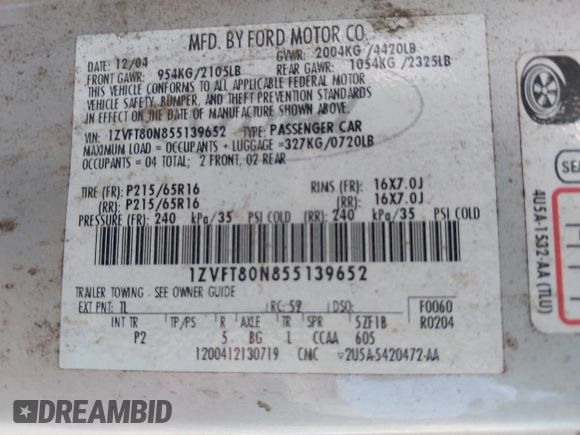 MFD. BY FORD MOTOR CO.
DATE: 12/04 GVWR: 2004KG /4420LB
FRONT GAWR: 954KG/2105LB REAR GAWR: 1054KG /2325LB
THIS VEHICLE CONFORMS TO ALL APPLICABLE FEDERAL MOTOR
VEHICLE SAFETY, BUMPER, AND THEFT PREVENTION STANDARDS
IN EFFECT ON THE DATE OF MANUFACTURE SHOWN ABOVE.
VIN: 1ZVFT80N855139652 TYPE: PASSENGER CAR
MAXIMUM LOAD = OCCUPANTS + LUGGAGE =327KG/0720LB
OCCUPANTS = 04 TOTAL; 2 FRONT, 02 REAR
TIRE (FR): P215/65R16 RIMS (FR): 16X7.0J
(RR): P215/65R16 (RR): 16X7.0J
PRESSURE (FR) 240 kPa/35 PSI COLD (RR) 240 kPa/35 PSI COLD
1ZVFT80N855139652
TRAILER TOWING - SEE OWNER GUIDE
EXT PNT: TL RC: 59 DSO: F0060
INT TR TP/PS R AXLE TR SPR 5ZF1B R0204
P2 5 BG L CCAA 605
1200412130719 CMC 2U5A-5420472-AA
4U5A-1532-AA (TLU)
DREAMBID